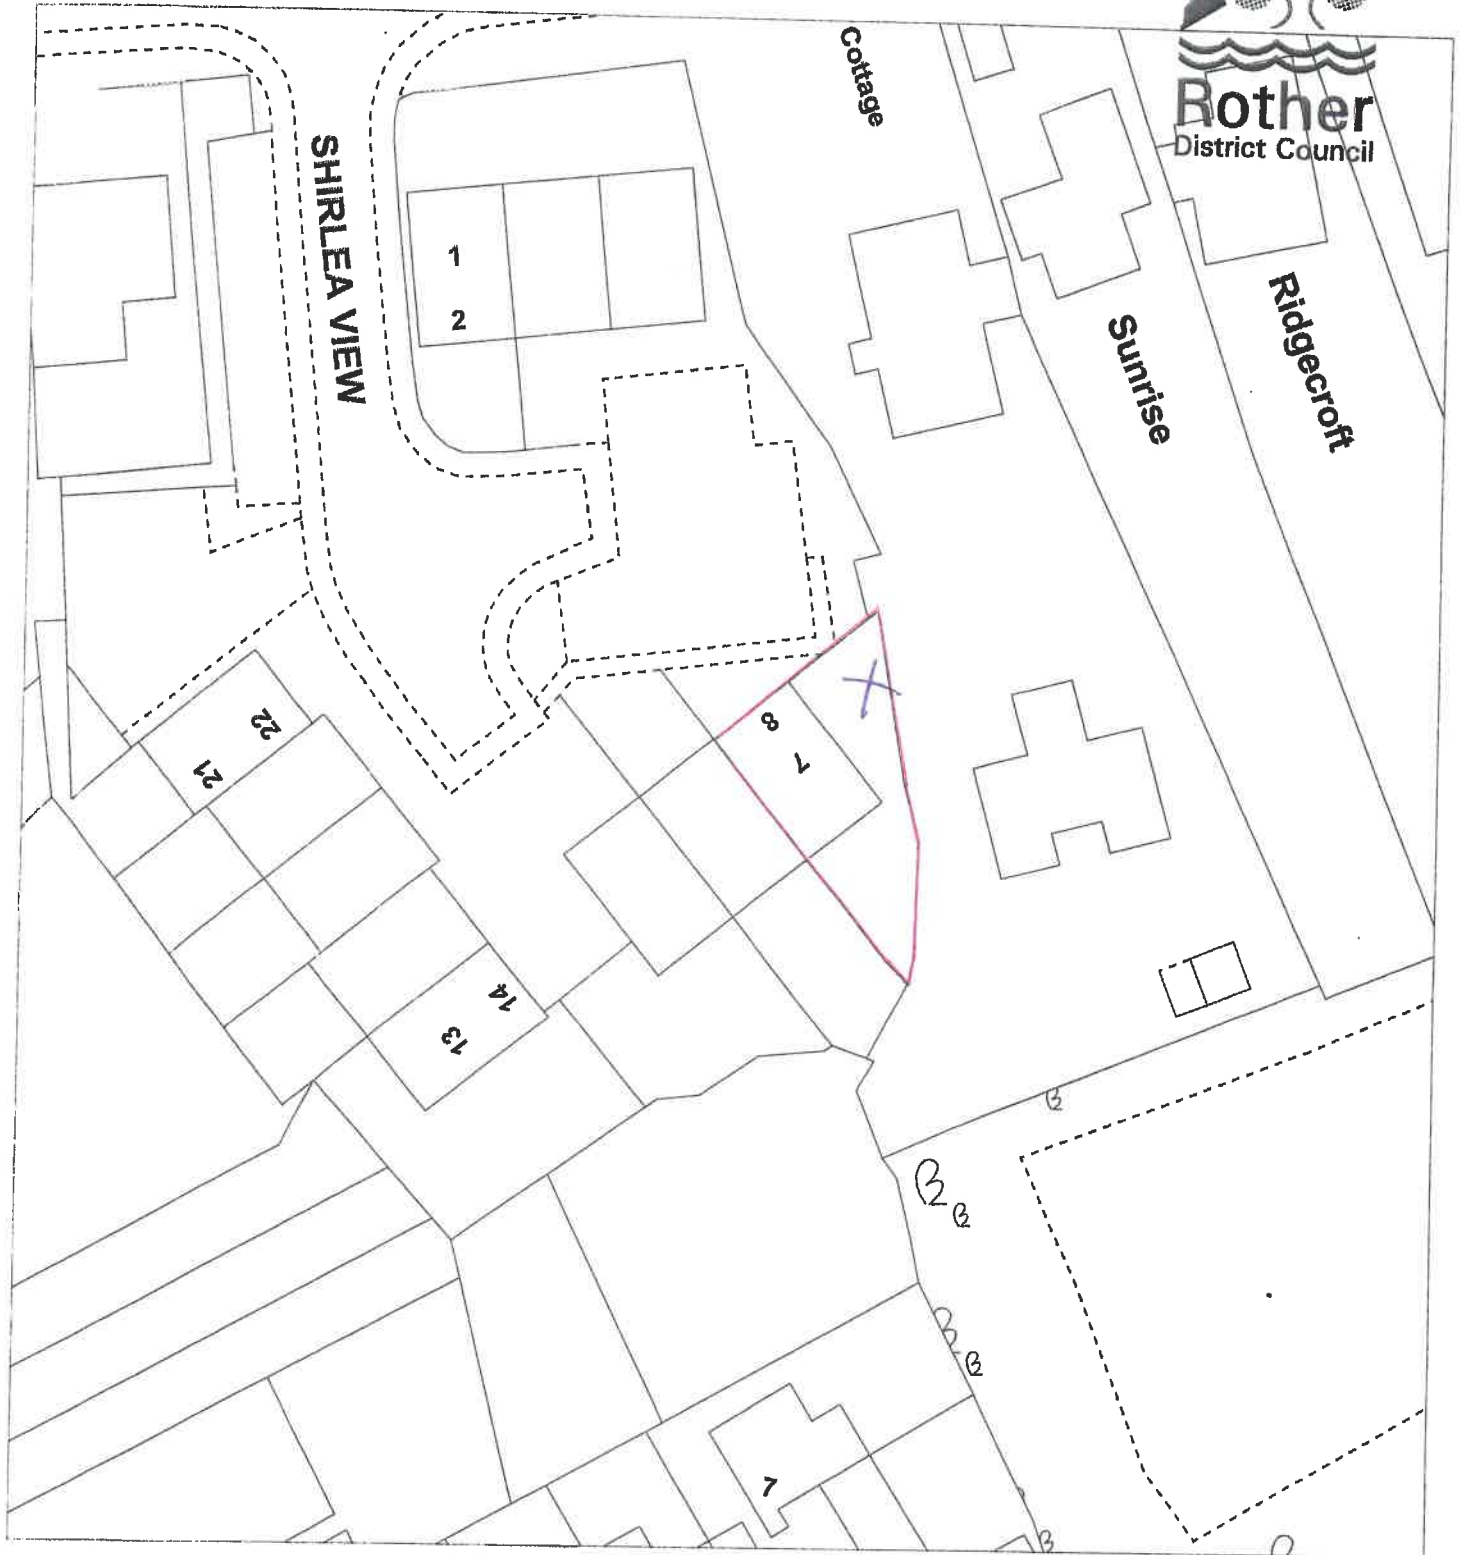 Cottage
Rother
District Council
SHIRLEA VIEW
1
2
Sunrise
Ridgecroft
22
21
8
7
14
13
7